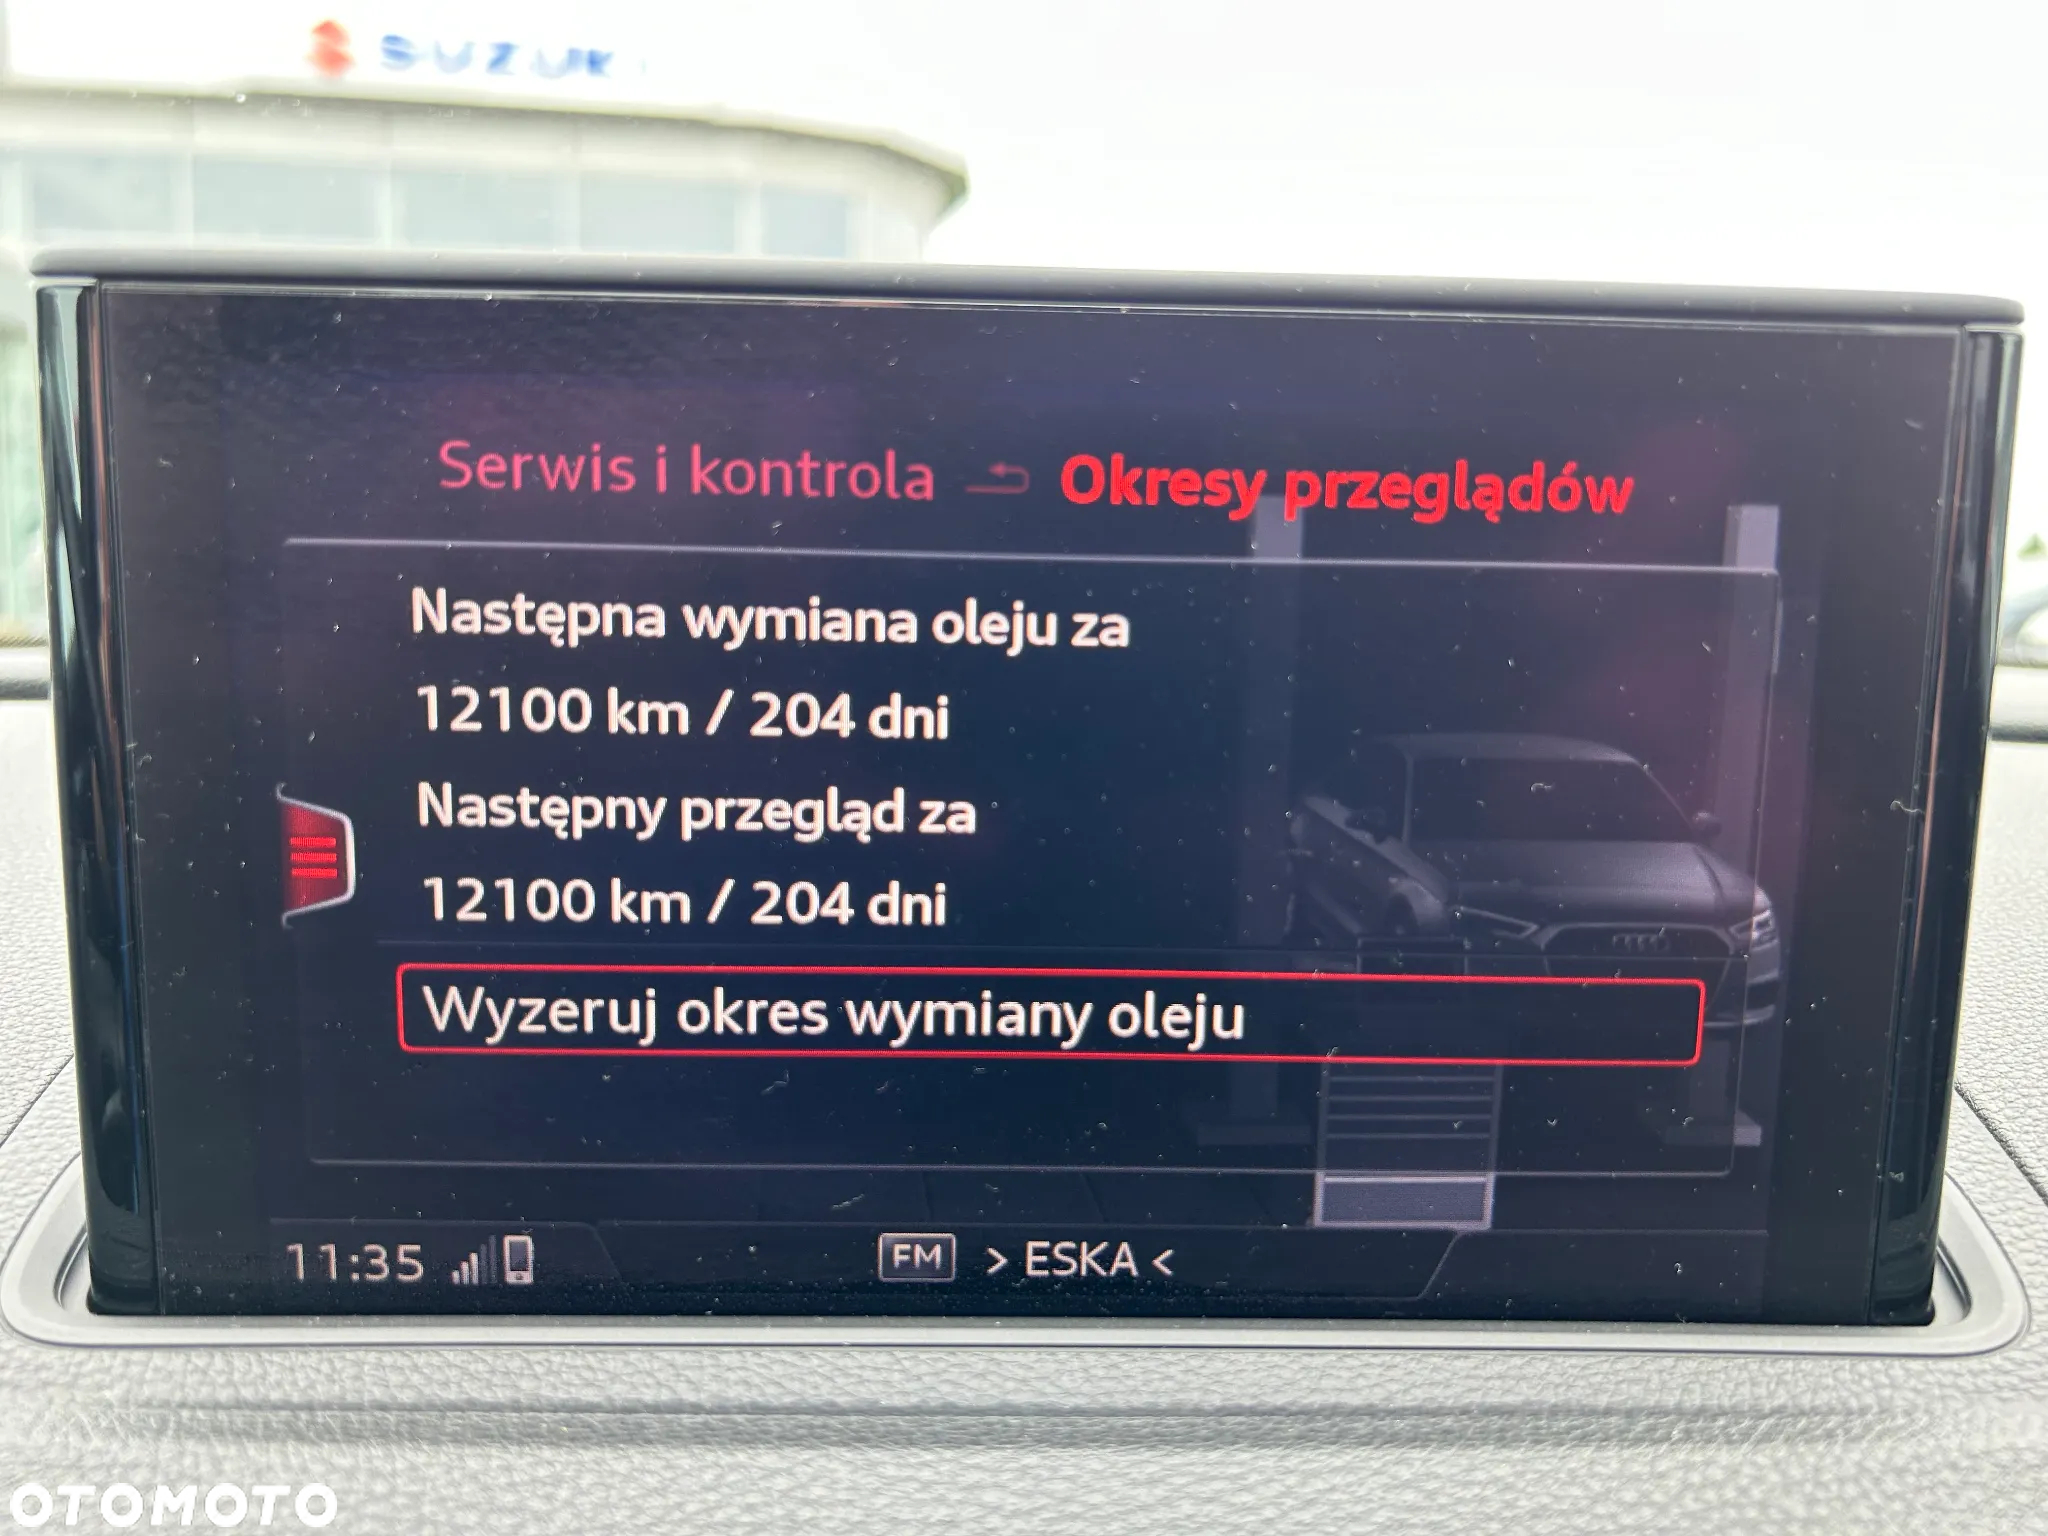 SUZUKI
Serwis i kontrola Okresy przeglądów
Następna wymiana oleju za
12100 km / 204 dni
Następny przegląd za
12100 km / 204 dni
Wyzeruj okres wymiany oleju
11:35 FM > ESKA <
OTOMOTO